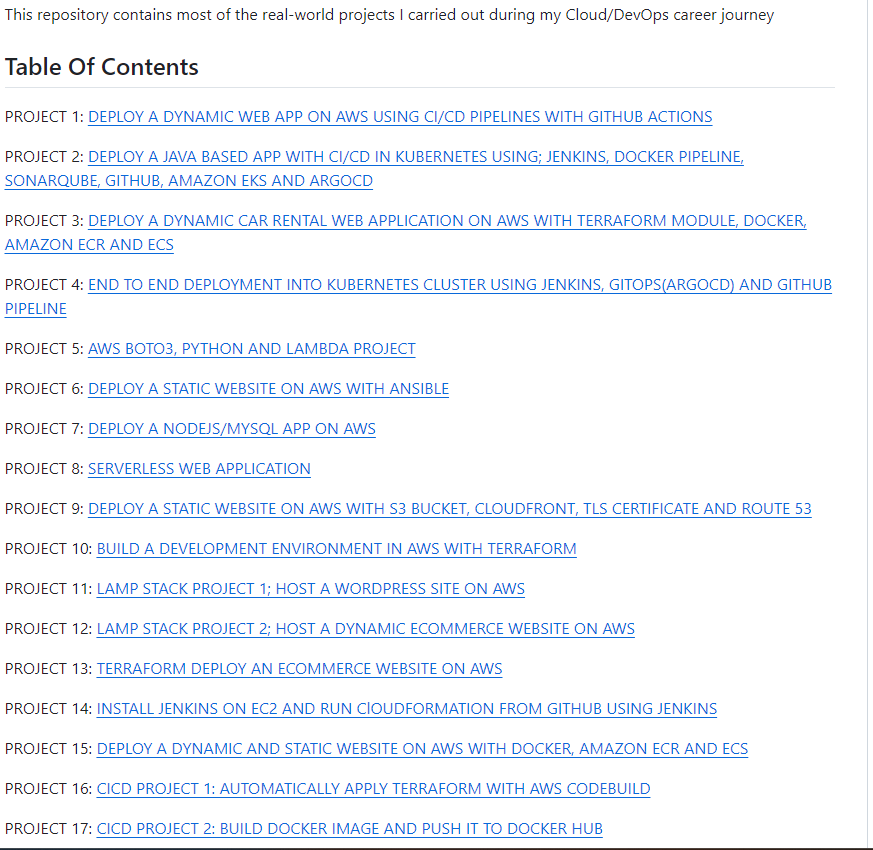 This repository contains most of the real-world projects I carried out during my Cloud/DevOps career journey
Table Of Contents
PROJECT 1: DEPLOY A DYNAMIC WEB APP ON AWS USING CI/CD PIPELINES WITH GITHUB ACTIONS
PROJECT 2: DEPLOY A JAVA BASED APP WITH CI/CD IN KUBERNETES USING; JENKINS, DOCKER PIPELINE,
SONARQUBE, GITHUB, AMAZON EKS AND ARGOCD
PROJECT 3: DEPLOY A DYNAMIC CAR RENTAL WEB APPLICATION ON AWS WITH TERRAFORM MODULE, DOCKER,
AMAZON ECR AND ECS
PROJECT 4: END TO END DEPLOYMENT INTO KUBERNETES CLUSTER USING JENKINS, GITOPS(ARGOCD) AND GITHUB
PIPELINE
PROJECT 5: AWS BOTO3, PYTHON AND LAMBDA PROJECT
PROJECT 6: DEPLOY A STATIC WEBSITE ON AWS WITH ANSIBLE
PROJECT 7: DEPLOY A NODEJS/MYSQL APP ON AWS
PROJECT 8: SERVERLESS WEB APPLICATION
PROJECT 9: DEPLOY A STATIC WEBSITE ON AWS WITH S3 BUCKET, CLOUDFRONT, TLS CERTIFICATE AND ROUTE 53
PROJECT 10: BUILD A DEVELOPMENT ENVIRONMENT IN AWS WITH TERRAFORM
PROJECT 11: LAMP STACK PROJECT 1; HOST A WORDPRESS SITE ON AWS
PROJECT 12: LAMP STACK PROJECT 2; HOST A DYNAMIC ECOMMERCE WEBSITE ON AWS
PROJECT 13: TERRAFORM DEPLOY AN ECOMMERCE WEBSITE ON AWS
PROJECT 14: INSTALL JENKINS ON EC2 AND RUN ClOUDFORMATION FROM GITHUB USING JENKINS
PROJECT 15: DEPLOY A DYNAMIC AND STATIC WEBSITE ON AWS WITH DOCKER, AMAZON ECR AND ECS
PROJECT 16: CICD PROJECT 1: AUTOMATICALLY APPLY TERRAFORM WITH AWS CODEBUILD
PROJECT 17: CICD PROJECT 2: BUILD DOCKER IMAGE AND PUSH IT TO DOCKER HUB